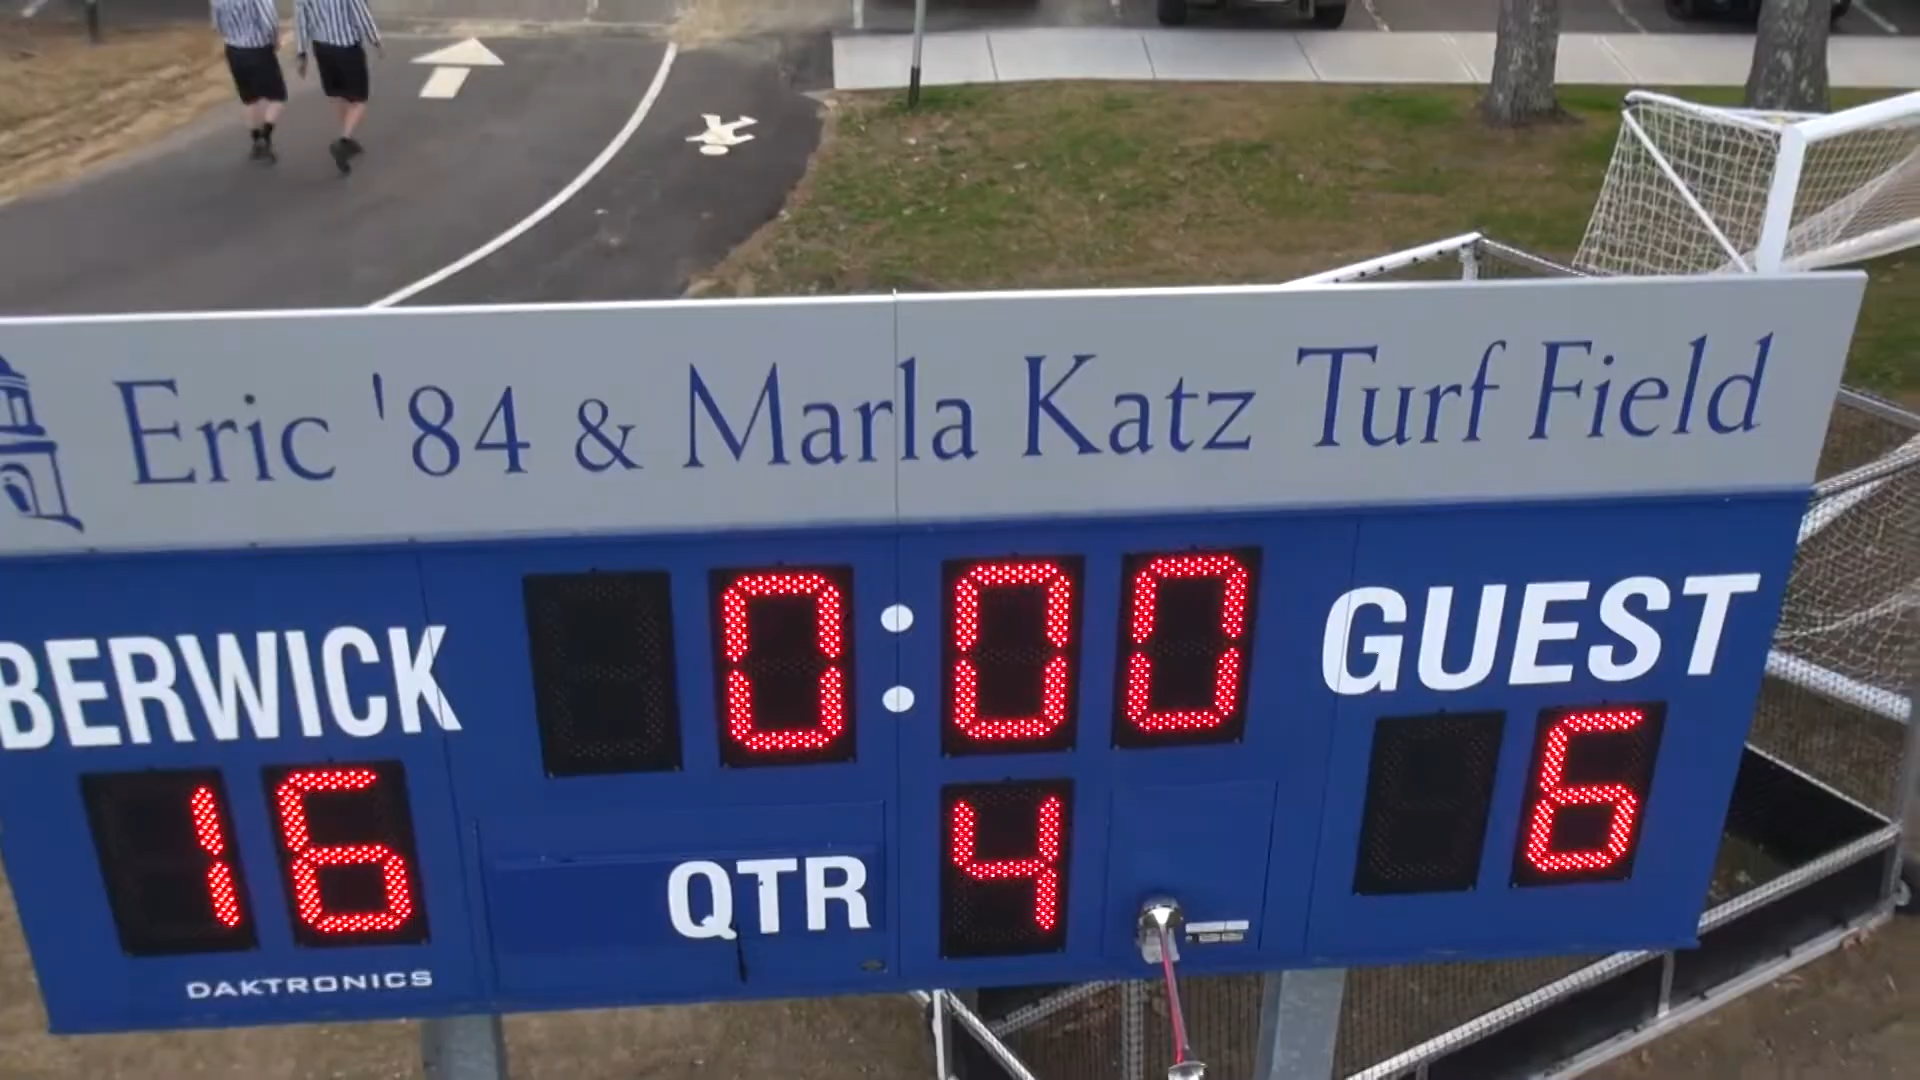 Eric '84 & Marla Katz Turf Field
BERWICK
0:00
GUEST
16
QTR
4
6
DAKTRONICS